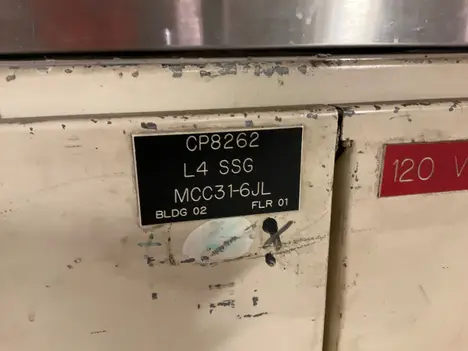 CP8262
L4 SSG
MCC31-6JL
BLDG 02 FLR 01
120 V